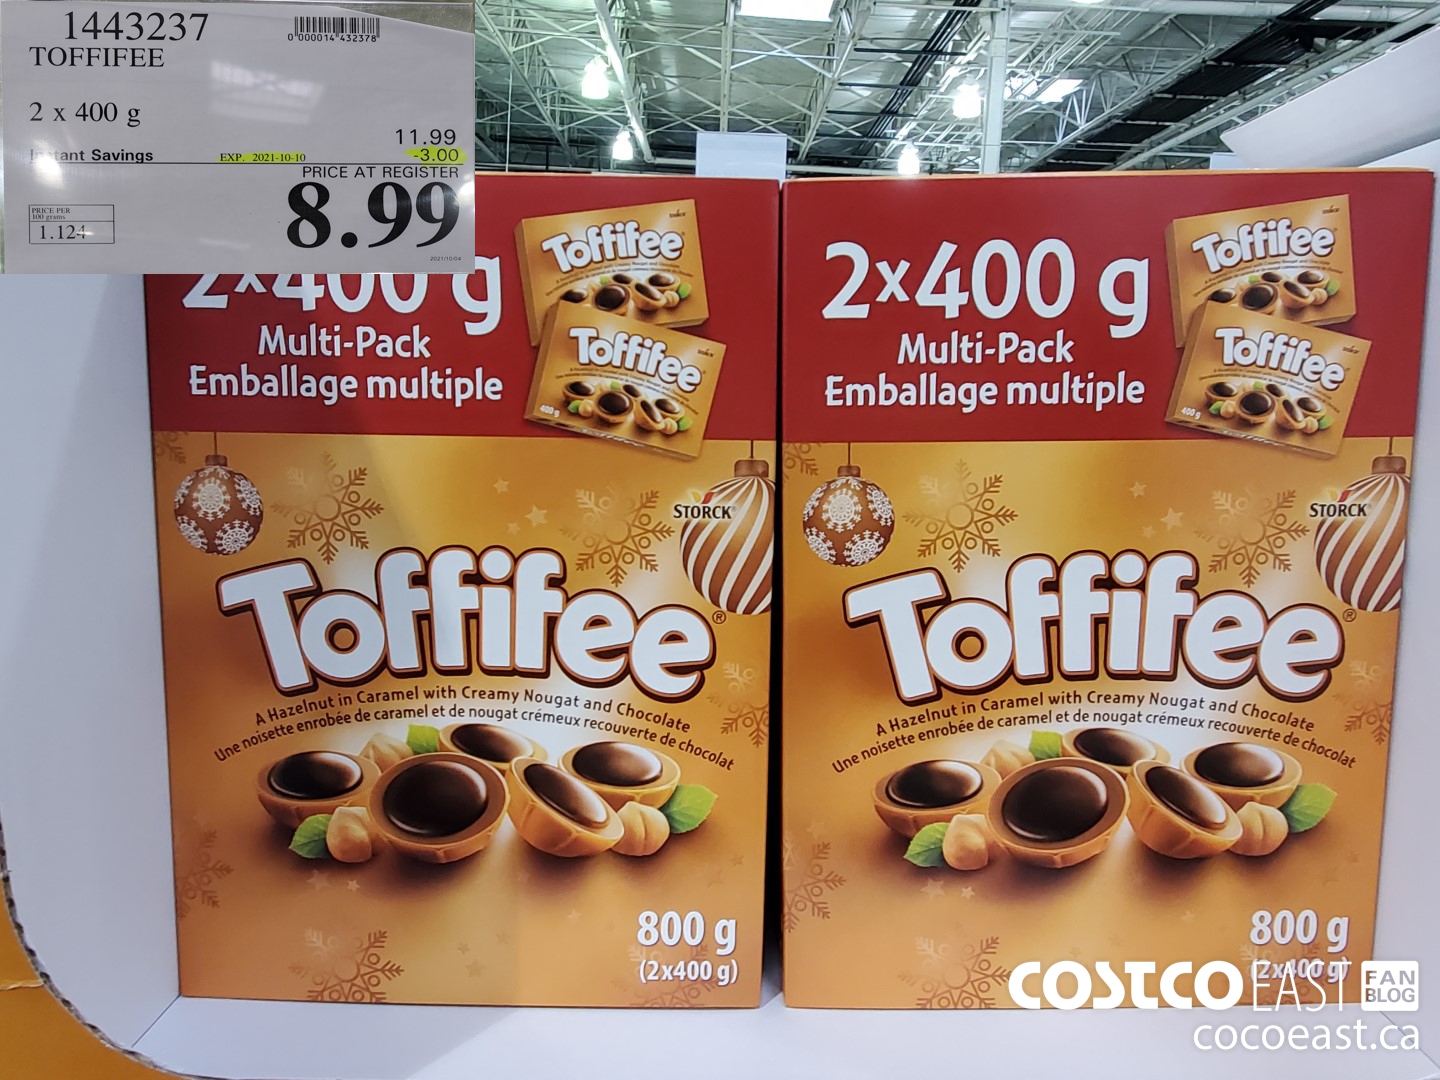 1443237
0 000014 432378
TOFFIFEE
2 x 400 g
11.99
Instant Savings EXP. 2021-10-10 -3.00
PRICE AT REGISTER
8.99
PRICE PER
100 grams
1.124
2021/10/04
2x400 g
Multi-Pack
Emballage multiple
Toffifee
Toffifee
400 g
STORCK
Toffifee®
A Hazelnut in Caramel with Creamy Nougat and Chocolate
Une noisette enrobée de caramel et de nougat crémeux recouverte de chocolat
800 g
(2x400 g)
2x400 g
Multi-Pack
Emballage multiple
Toffifee
Toffifee
400 g
STORCK
Toffifee®
A Hazelnut in Caramel with Creamy Nougat and Chocolate
Une noisette enrobée de caramel et de nougat crémeux recouverte de chocolat
800 g
(2x400 g)
COSTCO EAST FAN BLOG
cocoeast.ca